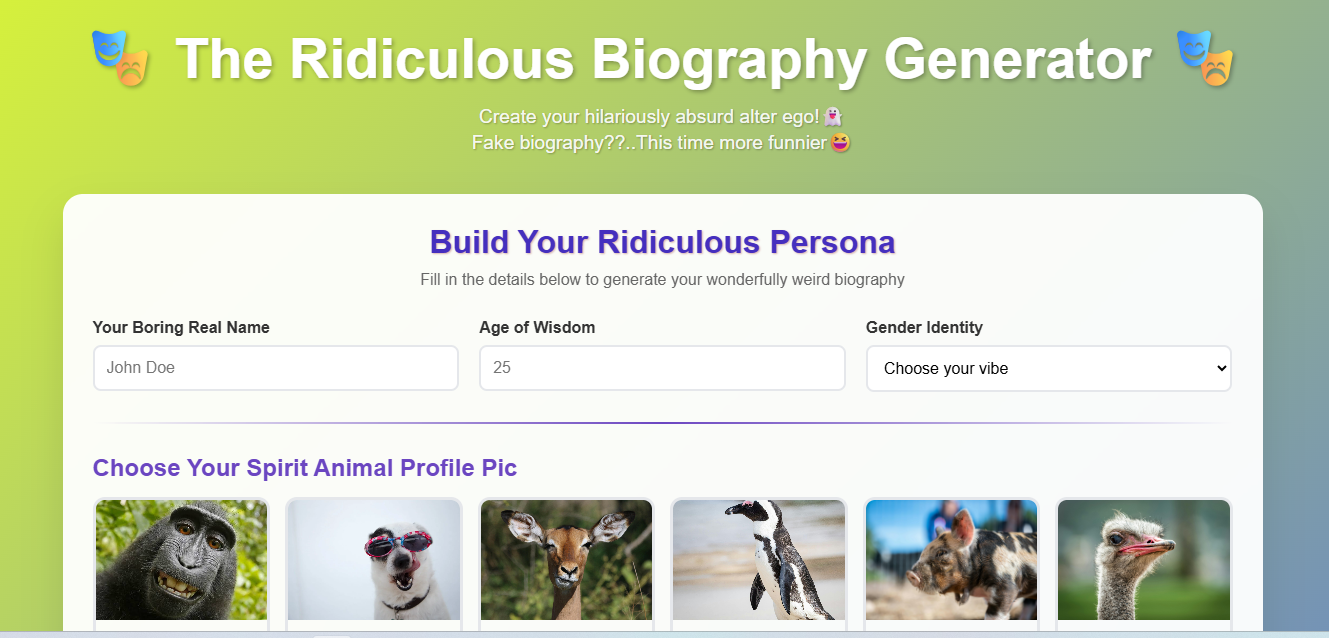 🎭 The Ridiculous Biography Generator 🎭
Create your hilariously absurd alter ego!👻
Fake biography??..This time more funnier😆
Build Your Ridiculous Persona
Fill in the details below to generate your wonderfully weird biography
Your Boring Real Name
Age of Wisdom
Gender Identity
John Doe
25
Choose your vibe
Choose Your Spirit Animal Profile Pic